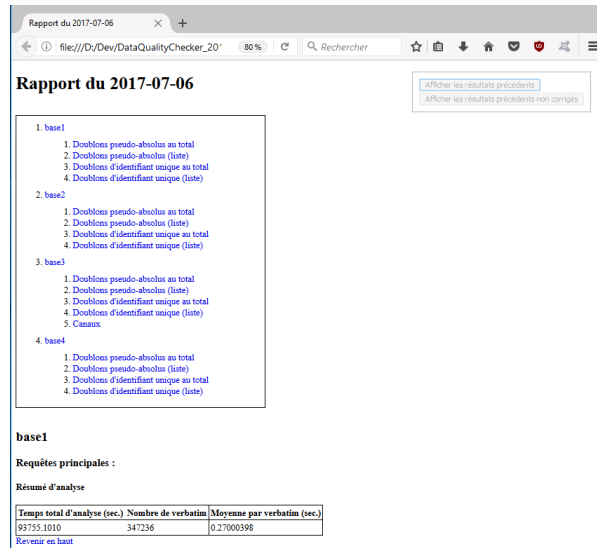 Rapport du 2017-07-06
file:///D:/Dev/DataQualityChecker_201
80 %
Rechercher
Rapport du 2017-07-06
Afficher les résultats précédents
Afficher les résultats précédents non corrigés
1. base1
1. Doublons pseudo-absolus au total
2. Doublons pseudo-absolus (liste)
3. Doublons d'identifiant unique au total
4. Doublons d'identifiant unique (liste)
2. base2
1. Doublons pseudo-absolus au total
2. Doublons pseudo-absolus (liste)
3. Doublons d'identifiant unique au total
4. Doublons d'identifiant unique (liste)
3. base3
1. Doublons pseudo-absolus au total
2. Doublons pseudo-absolus (liste)
3. Doublons d'identifiant unique au total
4. Doublons d'identifiant unique (liste)
5. Canaux
4. base4
1. Doublons pseudo-absolus au total
2. Doublons pseudo-absolus (liste)
3. Doublons d'identifiant unique au total
4. Doublons d'identifiant unique (liste)
base1
Requêtes principales :
Résumé d'analyse
Temps total d'analyse (sec.) Nombre de verbatim Moyenne par verbatim (sec.)
93755.1010 347236 0.27000398
Revenir en haut